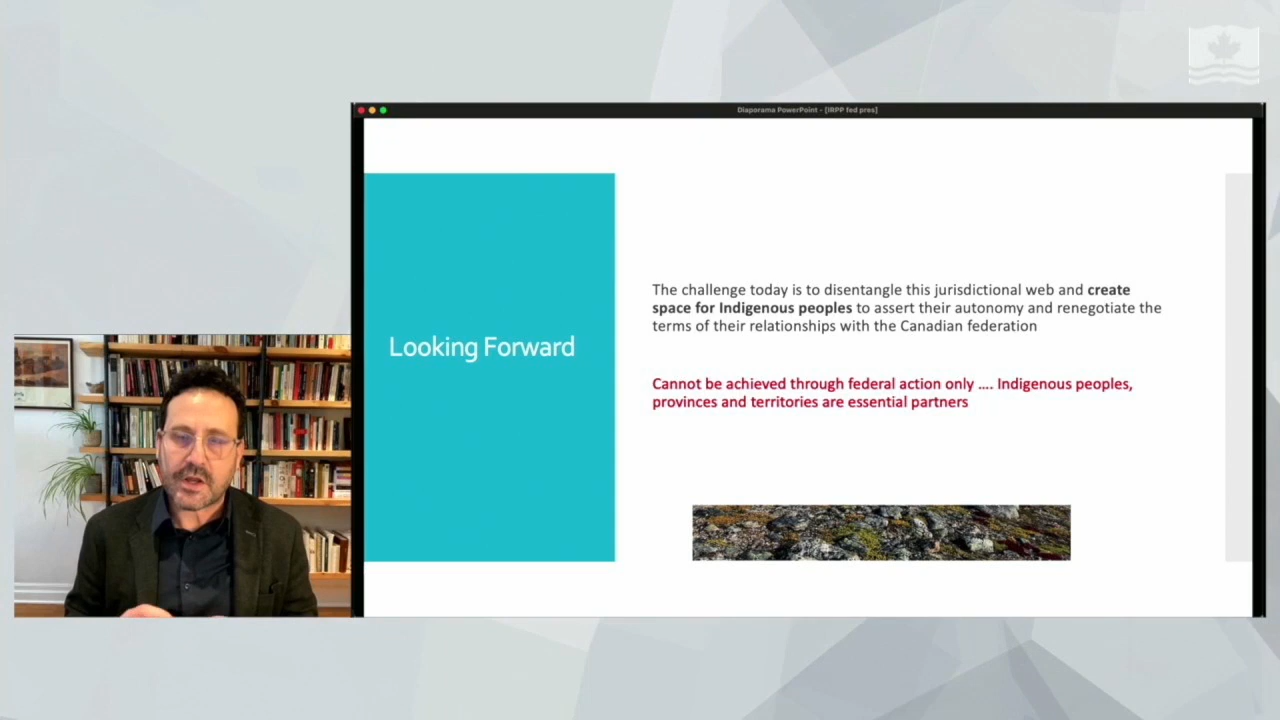 Diaporama PowerPoint - [IRPP fed pres]
Looking Forward
The challenge today is to disentangle this jurisdictional web and create
space for Indigenous peoples to assert their autonomy and renegotiate the
terms of their relationships with the Canadian federation
Cannot be achieved through federal action only .... Indigenous peoples,
provinces and territories are essential partners